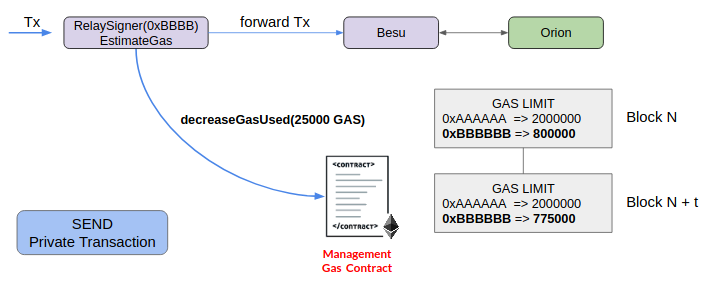 Tx
RelaySigner(0xBBBB)
EstimateGas
forward Tx
Besu
Orion
decreaseGasUsed(25000 GAS)
GAS LIMIT
0xAAAAAA => 2000000
0xBBBBBB => 800000
Block N
<contract>
</contract>
GAS LIMIT
0xAAAAAA => 2000000
0xBBBBBB => 775000
Block N + t
SEND
Private Transaction
Management
Gas Contract